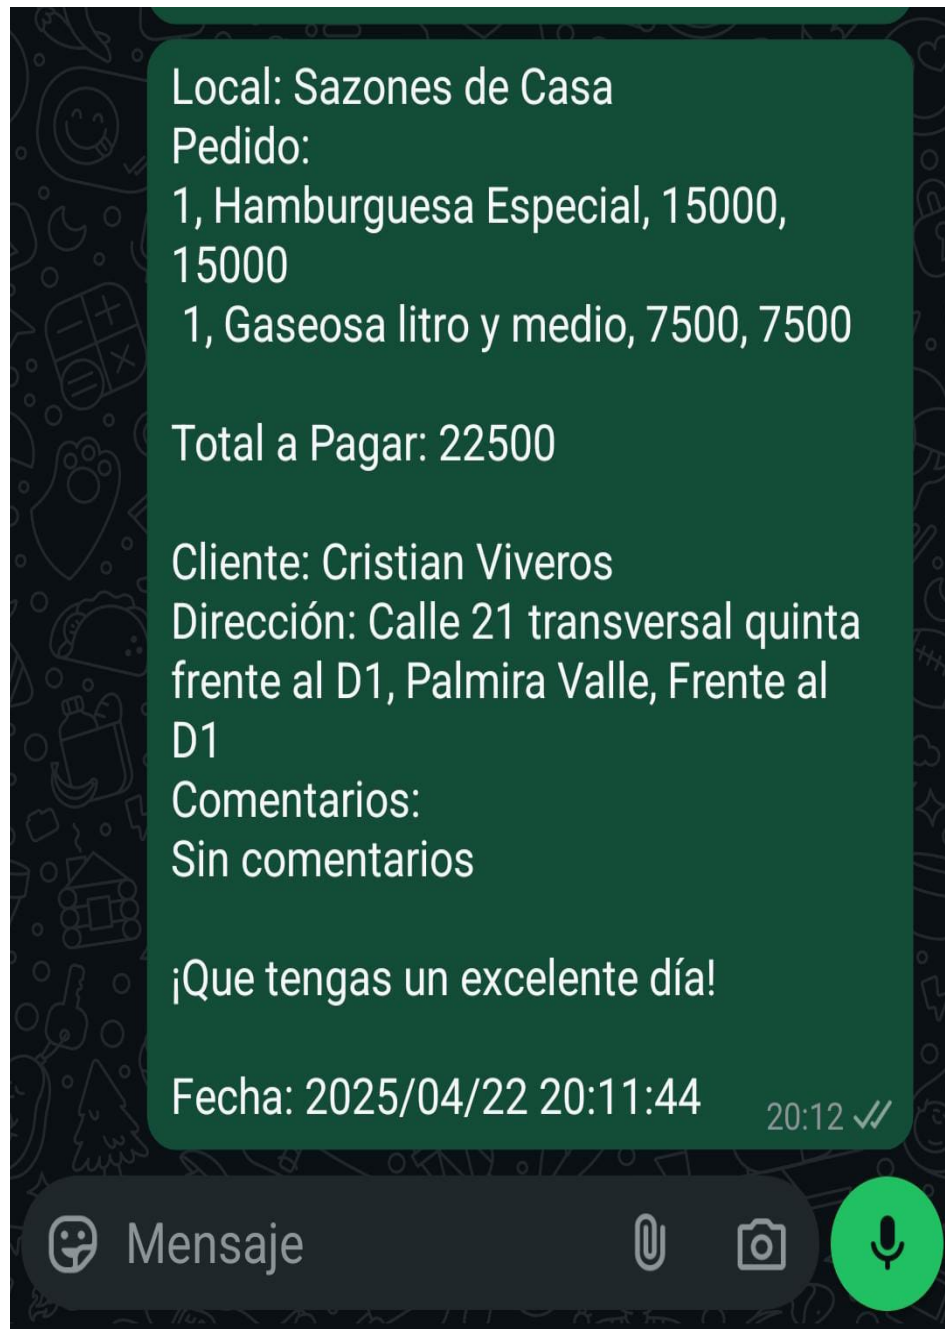 Local: Sazones de Casa
Pedido:
1, Hamburguesa Especial, 15000,
15000
1, Gaseosa litro y medio, 7500, 7500
Total a Pagar: 22500
Cliente: Cristian Viveros
Dirección: Calle 21 transversal quinta
frente al D1, Palmira Valle, Frente al
D1
Comentarios:
Sin comentarios
¡Que tengas un excelente día!
Fecha: 2025/04/22 20:11:44
20:12
Mensaje